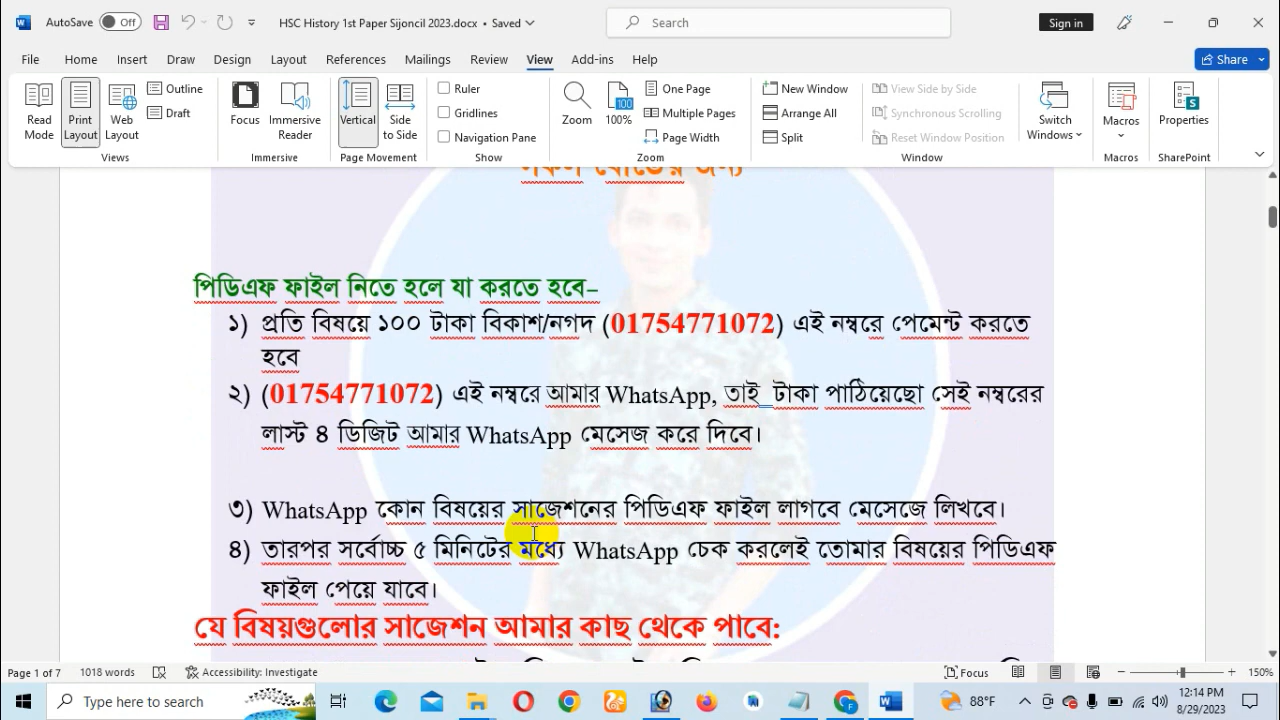 AutoSave Off HSC History 1st Paper Sijoncil 2023.docx • Saved Search Sign in
File Home Insert Draw Design Layout References Mailings Review View Add-ins Help Share
Read Mode Print Layout Web Layout Outline Draft
Focus Immersive Reader
Vertical Side to Side
Ruler Gridlines Navigation Pane
Zoom 100% One Page Multiple Pages Page Width
New Window Arrange All Split
View Side by Side Synchronous Scrolling Reset Window Position
Switch Windows Macros Properties
Views Immersive Page Movement Show Zoom Window Macros SharePoint
পিডিএফ ফাইল নিতে হলে যা করতে হবে–
১) প্রতি বিষয়ে ১০০ টাকা বিকাশ/নগদ (01754771072) এই নম্বরে পেমেন্ট করতে
হবে
২) (01754771072) এই নম্বরে আমার WhatsApp, তাই টাকা পাঠিয়েছো সেই নম্বরের
লাস্ট ৪ ডিজিট আমার WhatsApp মেসেজ করে দিবে।
৩) WhatsApp কোন বিষয়ের সাজেশনের পিডিএফ ফাইল লাগবে মেসেজে লিখবে।
৪) তারপর সর্বোচ্চ ৫ মিনিটের মধ্যে WhatsApp চেক করলেই তোমার বিষয়ের পিডিএফ
ফাইল পেয়ে যাবে।
যে বিষয়গুলোর সাজেশন আমার কাছ থেকে পাবে:
Page 1 of 7 1018 words Accessibility: Investigate Focus 150%
Type here to search 88°F 12:14 PM
8/29/2023